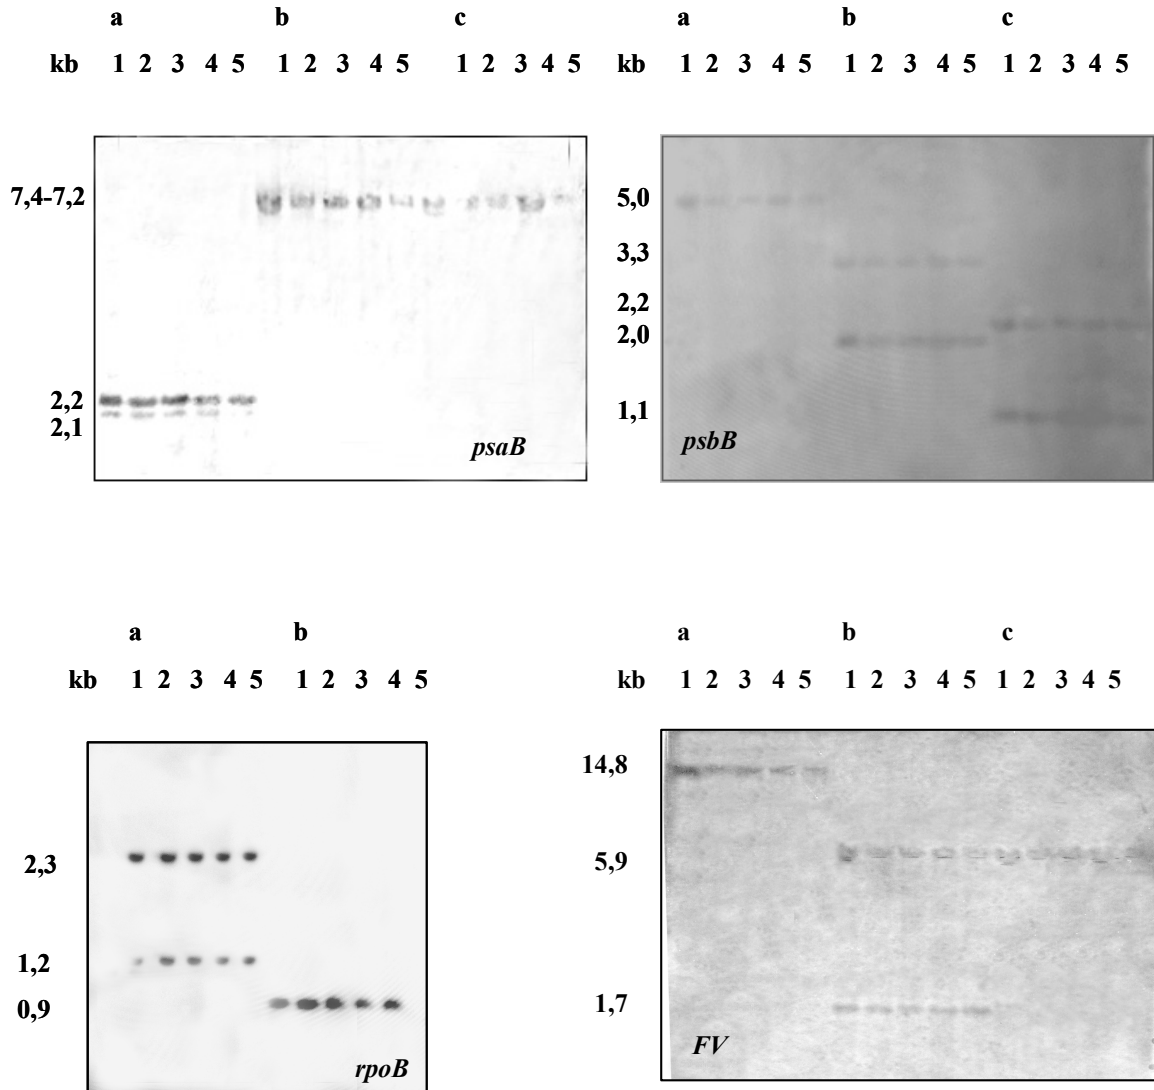 a b c
kb 1 2 3 4 5 1 2 3 4 5 1 2 3 4 5
7,4-7,2
2,2
2,1
psaB
a b c
kb 1 2 3 4 5 1 2 3 4 5 1 2 3 4 5
5,0
3,3
2,2
2,0
1,1
psbB
a b
kb 1 2 3 4 5 1 2 3 4 5
2,3
1,2
0,9
rpoB
a b c
kb 1 2 3 4 5 1 2 3 4 5 1 2 3 4 5
14,8
5,9
1,7
FV